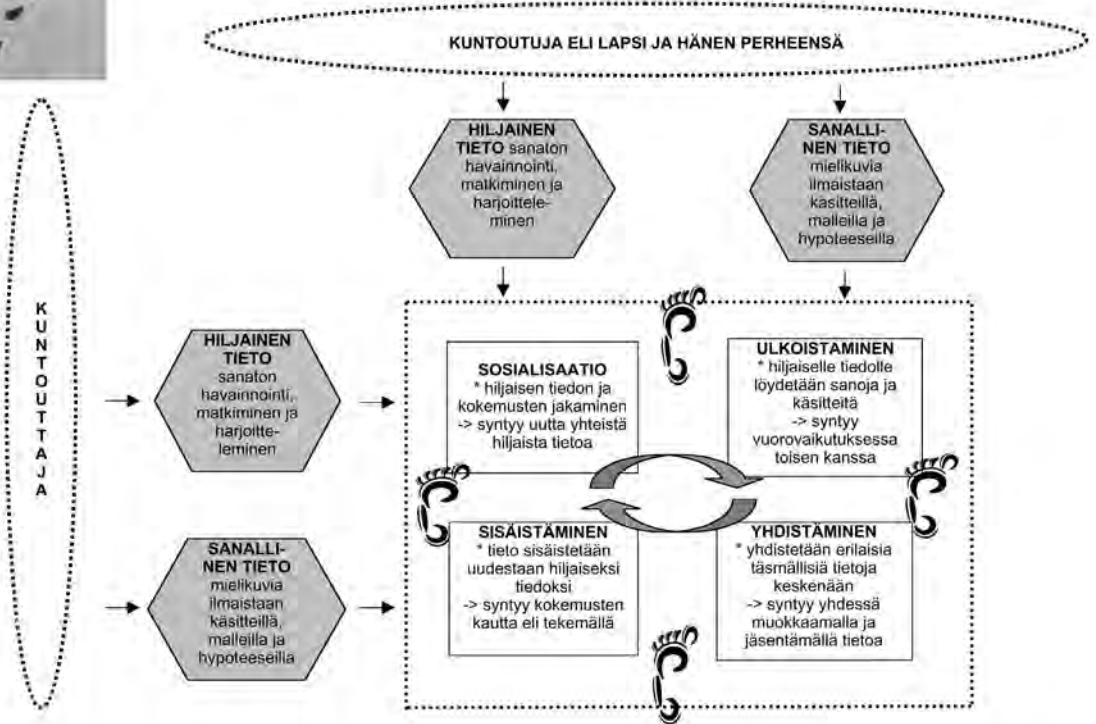 KUNTOUTUJA ELI LAPSI JA HÄNEN PERHEENSÄ
HILJAINEN
TIETO sanaton
havainnointi,
matkiminen ja
harjoittele-
minen
SANALLI-
NEN TIETO
mielikuvia
ilmaistaan
käsitteillä,
malleilla ja
hypoteeseilla
KUNTOUTTAJA
HILJAINEN
TIETO
sanaton
havainnointi,
matkiminen ja
harjoitte-
leminen
SANALLI-
NEN TIETO
mielikuvia
ilmaistaan
käsitteillä,
malleilla ja
hypoteeseilla
SOSIALISAATIO
* hiljaisen tiedon ja
kokemusten jakaminen
-> syntyy uutta yhteistä
hiljaista tietoa
ULKOISTAMINEN
* hiljaiselle tiedolle
löydetään sanoja ja
käsitteitä
-> syntyy
vuorovaikutuksessa
toisen kanssa
SISÄISTÄMINEN
* tieto sisäistetään
uudestaan hiljaiseksi
tiedoksi
-> syntyy kokemusten
kautta eli tekemällä
YHDISTÄMINEN
* yhdistetään erilaisia
täsmällisiä tietoja
keskenään
-> syntyy yhdessä
muokkaamalla ja
jäsentämällä tietoa